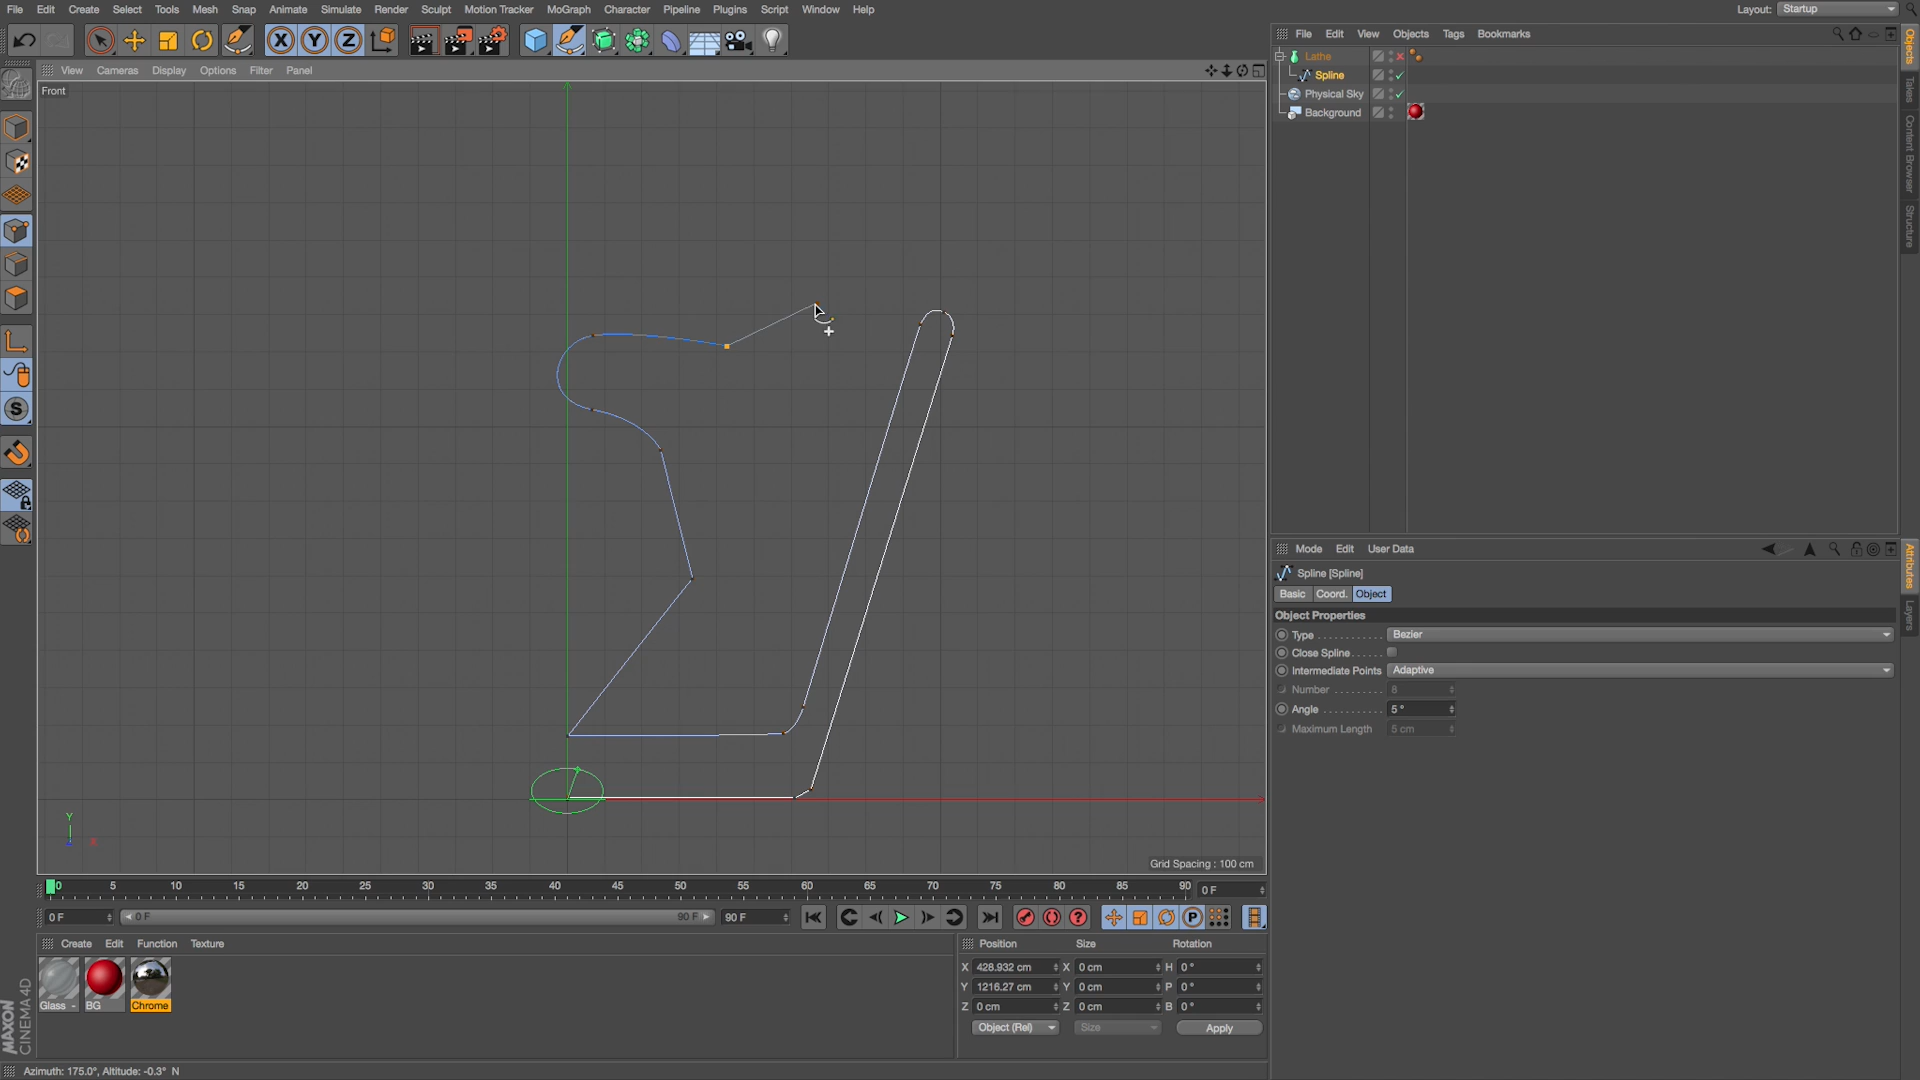 File Edit Create Select Tools Mesh Snap Animate Simulate Render Sculpt Motion Tracker MoGraph Character Pipeline Plugins Script Window Help Layout: Startup
View Cameras Display Options Filter Panel
Front
File Edit View Objects Tags Bookmarks
Lathe
Spline
Physical Sky
Background
Objects
Takes
Content Browser
Structure
Mode Edit User Data
Spline [Spline]
Basic Coord. Object
Object Properties
Type . . . . . . . . . . . Bezier
Close Spline . . . . . .
Intermediate Points Adaptive
Number . . . . . . . . 8
Angle . . . . . . . . . . 5 °
Maximum Length 5 cm
Attributes
Layers
Y
X
Grid Spacing : 100 cm
0 5 10 15 20 25 30 35 40 45 50 55 60 65 70 75 80 85 90 0 F
0 F 0 F 90 F 90 F
Create Edit Function Texture
Glass - BG Chrome
Position Size Rotation
X 428.932 cm X 0 cm H 0 °
Y 1216.27 cm Y 0 cm P 0 °
Z 0 cm Z 0 cm B 0 °
Object (Rel) Size Apply
MAXON
CINEMA 4D
Azimuth: 175.0°, Altitude: -0.3° N